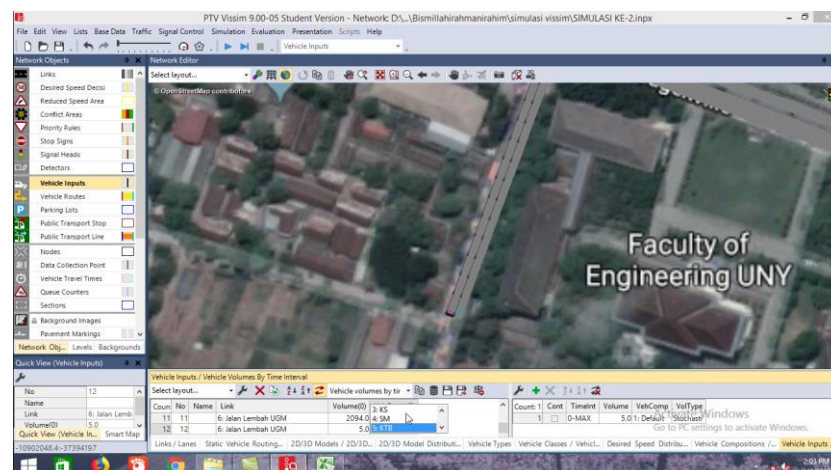 PTV Vissim 9.00-05 Student Version - Network: D:\...\Bismillahirahmanirahim\simulasi vissim\SIMULASI KE-2.inpx
File Edit View Lists Base Data Traffic Signal Control Simulation Evaluation Presentation Scripts Help
Vehicle Inputs
Network Objects
Network Editor
Links
Select layout...
Desired Speed Decisi
© OpenStreetMap contributors
Reduced Speed Area
Conflict Areas
Priority Rules
Stop Signs
Signal Heads
Detectors
Vehicle Inputs
Vehicle Routes
Parking Lots
Public Transport Stop
Public Transport Line
Nodes
Data Collection Point
Vehicle Travel Times
Queue Counters
Sections
Background Images
Pavement Markings
Faculty of
Engineering UNY
Network Obj... Levels Backgrounds
Quick View (Vehicle Inputs)
Vehicle Inputs / Vehicle Volumes By Time Interval
Select layout...
Vehicle volumes by tir
No 12
Name
Link 6: Jalan Lemb
Volume(0) 5.0
Coun No Name Link Volume(0)
3: KS
4: SM
5: KTB
11 11 6: Jalan Lembah UGM 2094.0
12 12 6: Jalan Lembah UGM 5.0
Count: 1 Cont TimeInt Volume VehComp VolType
1 0-MAX 5.0 1: Default Stochastic
Activate Windows
Go to PC settings to activate Windows.
Quick View (Vehicle In... Smart Map
Links / Lanes Static Vehicle Routing... 2D/3D Models / 2D/3D... 2D/3D Model Distributi... Vehicle Types Vehicle Classes / Vehicl... Desired Speed Distribu... Vehicle Compositions /... Vehicle Inputs
-10902048.4:-37394197
2:03 PM